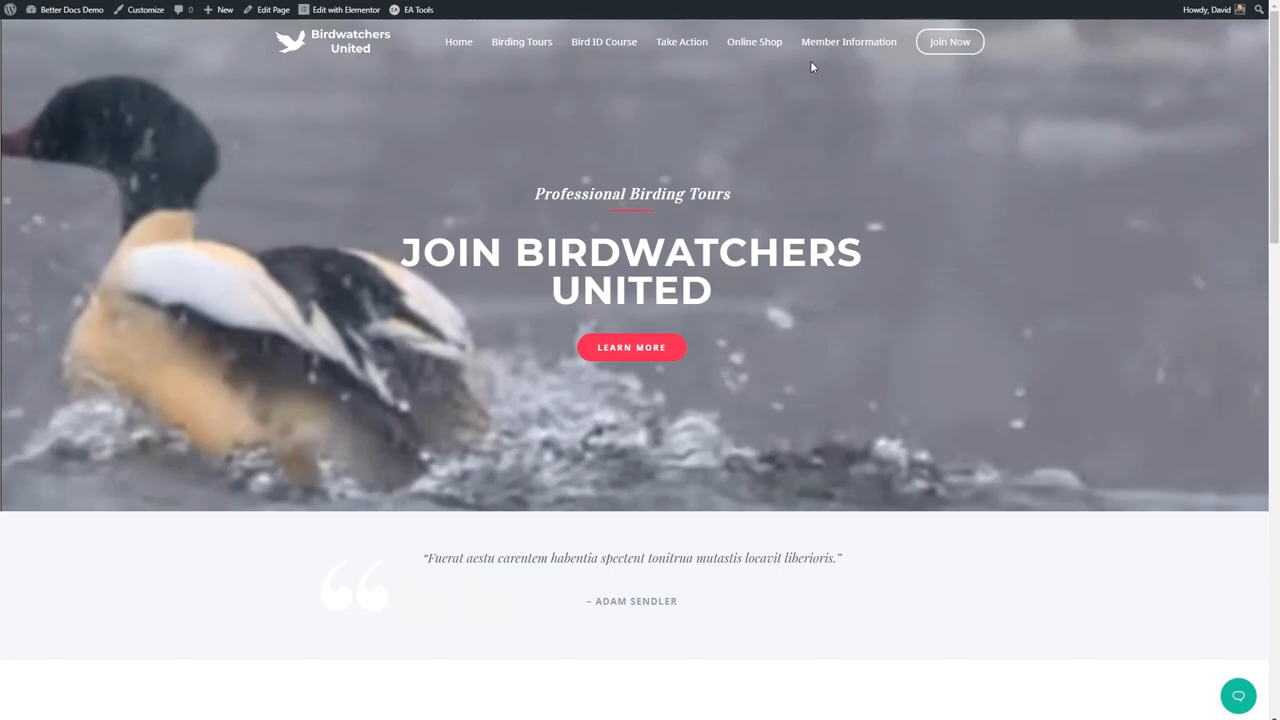 Better Docs Demo Customize 0 New Edit Page Edit with Elementor EA Tools Howdy, David
Birdwatchers
United
Home Birding Tours Bird ID Course Take Action Online Shop Member Information Join Now
Professional Birding Tours
JOIN BIRDWATCHERS
UNITED
LEARN MORE
“Fuerat aestu carentem habentia spectent tonitrua mutastis locavit liberioris.”
– ADAM SENDLER